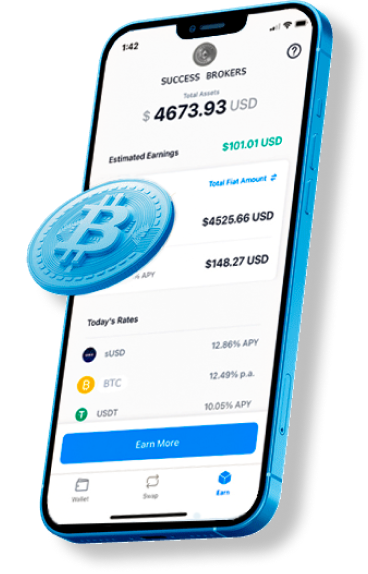 1:42
SUCCESS BROKERS
Total Assets
$ 4673.93 USD
Estimated Earnings $101.01 USD
Total Fiat Amount
$4525.66 USD
$148.27 USD
% APY
Today's Rates
sUSD 12.86% APY
BTC 12.49% p.a.
USDT 10.05% APY
Earn More
Wallet Swap Earn